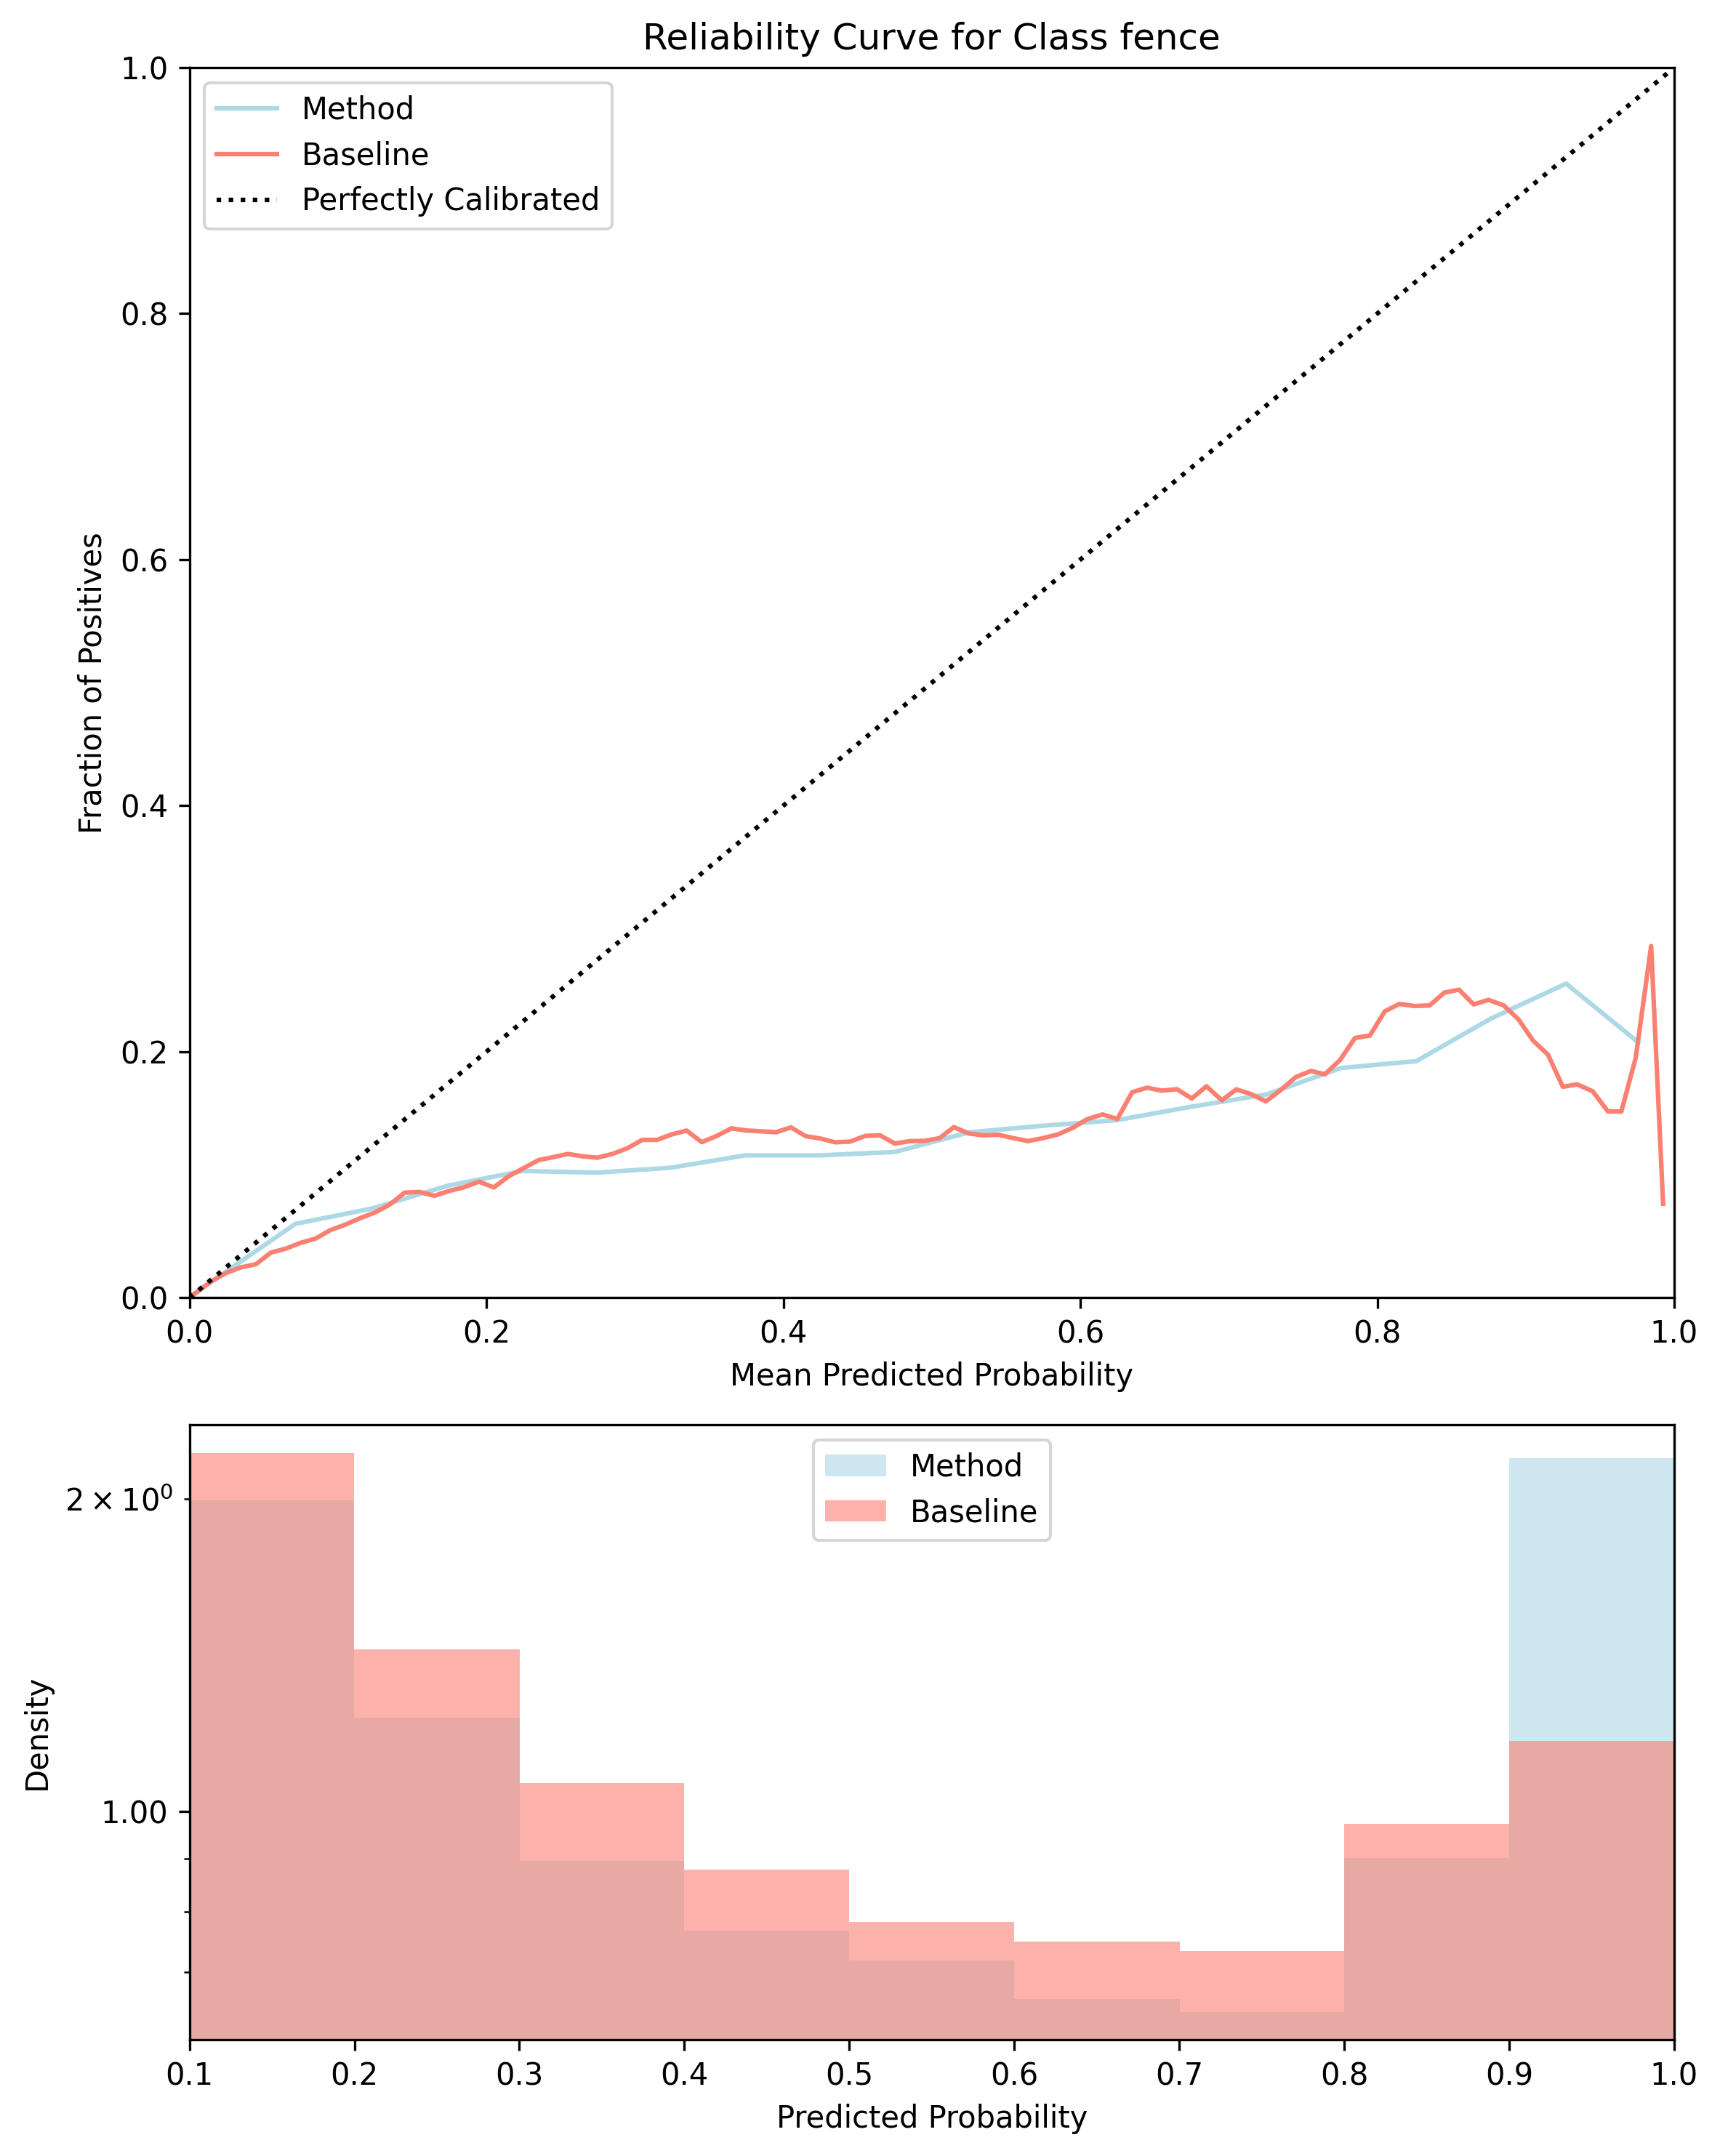 Reliability Curve for Class fence
1.0
0.8
0.6
0.4
0.2
0.0
Fraction of Positives
Method
Baseline
Perfectly Calibrated
0.0 0.2 0.4 0.6 0.8 1.0
Mean Predicted Probability
2 × 10⁰
1.00
Density
Method
Baseline
0.1 0.2 0.3 0.4 0.5 0.6 0.7 0.8 0.9 1.0
Predicted Probability